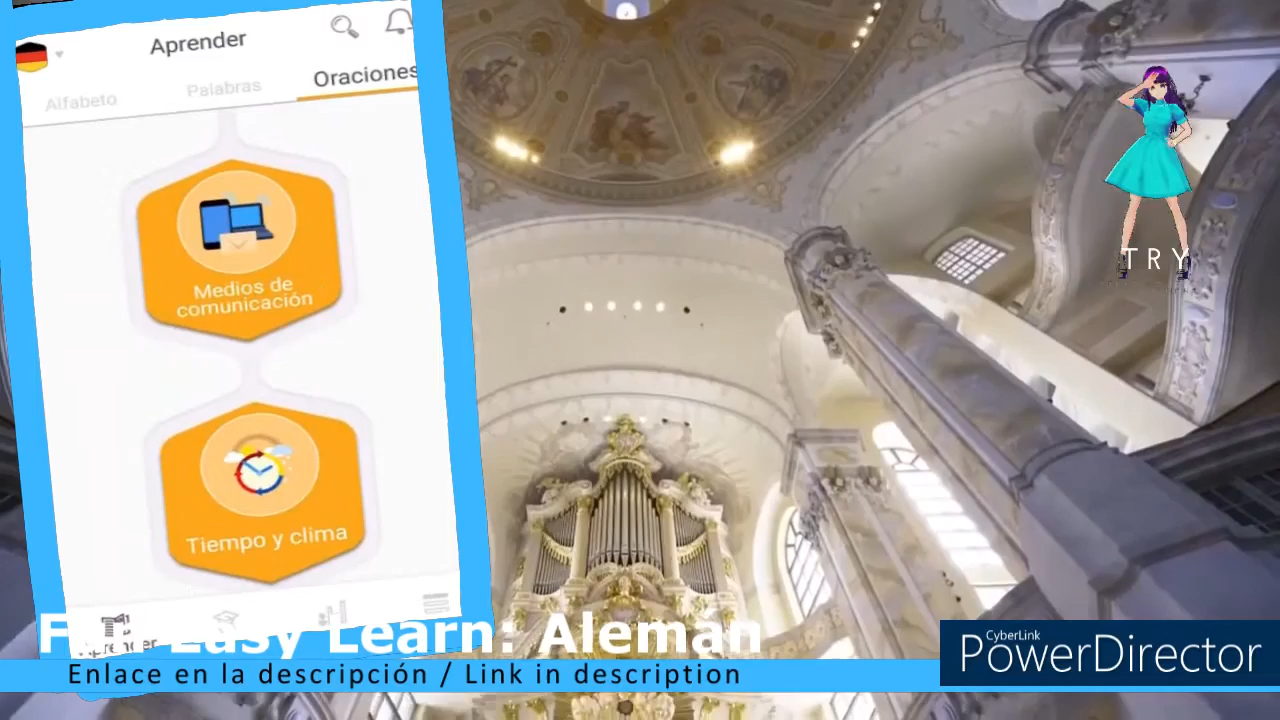 Aprender
Alfabeto
Palabras
Oraciones
Medios de
comunicación
Tiempo y clima
TRY
Easy Learn: Alemán
Enlace en la descripción / Link in description
CyberLink
PowerDirector